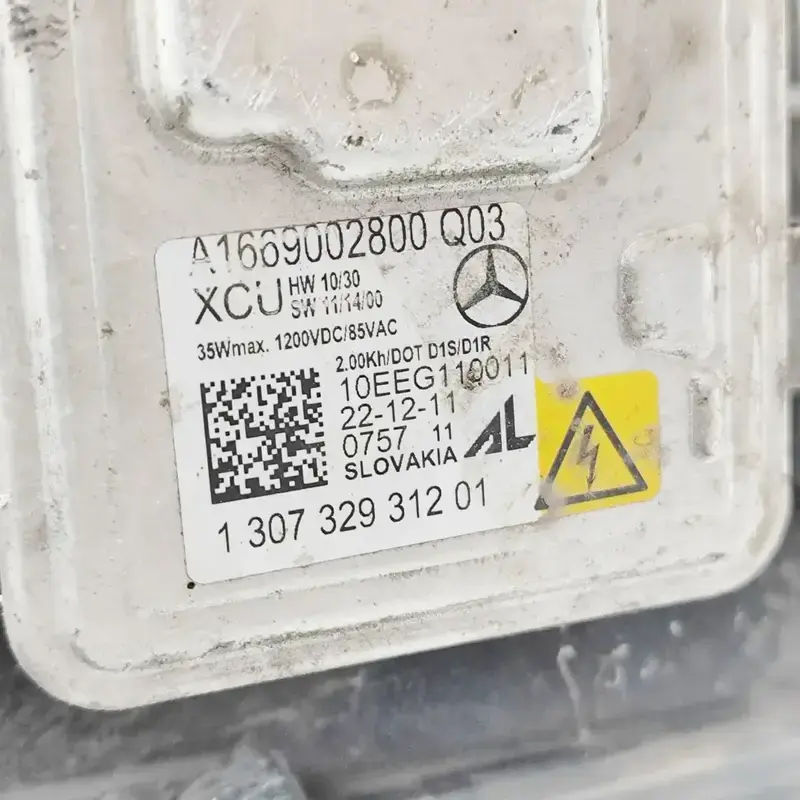 A1669002800 Q03
XCU HW 10/30
SW 11/14/00
35Wmax. 1200VDC/85VAC
2.00Kh/DOT D1S/D1R
10EEG110011
22-12-11
0757 11
SLOVAKIA
AL
1 307 329 312 01